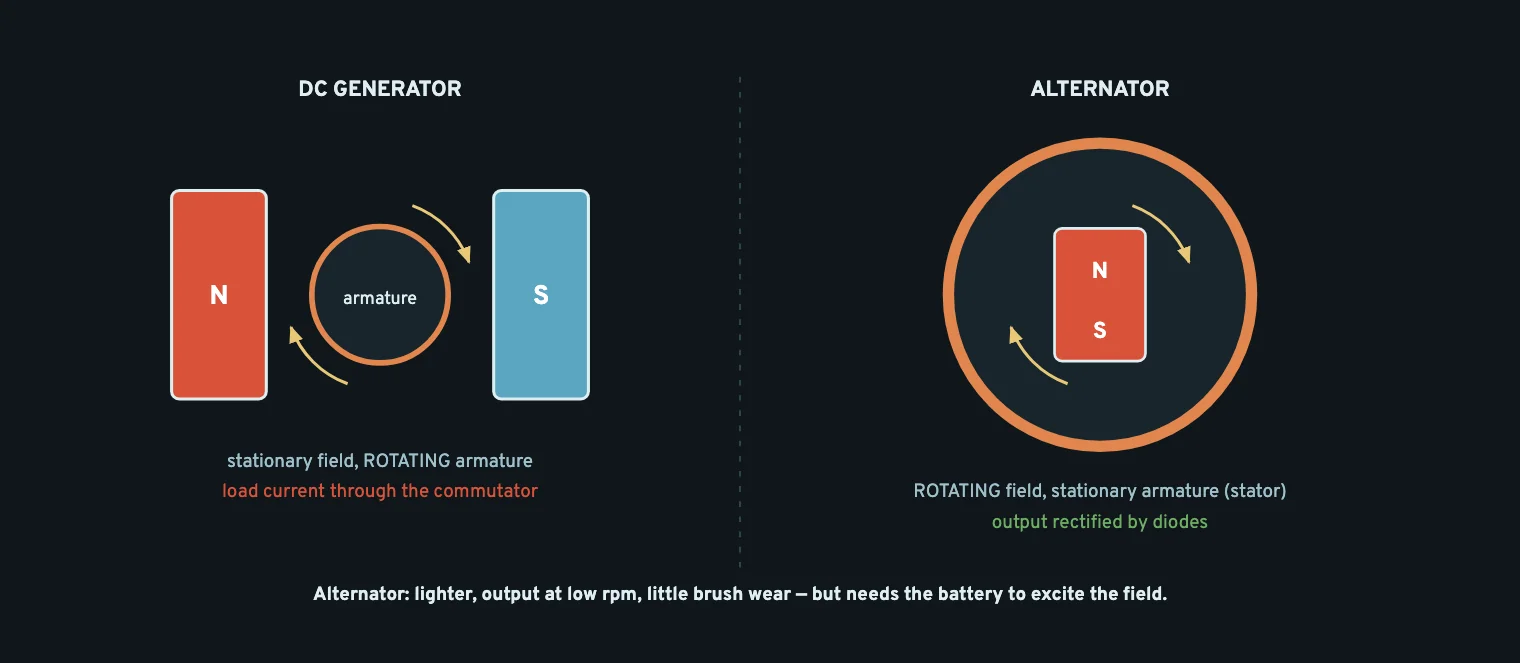 DC GENERATOR
N
armature
S
stationary field, ROTATING armature
load current through the commutator
ALTERNATOR
N
S
ROTATING field, stationary armature (stator)
output rectified by diodes
Alternator: lighter, output at low rpm, little brush wear — but needs the battery to excite the field.